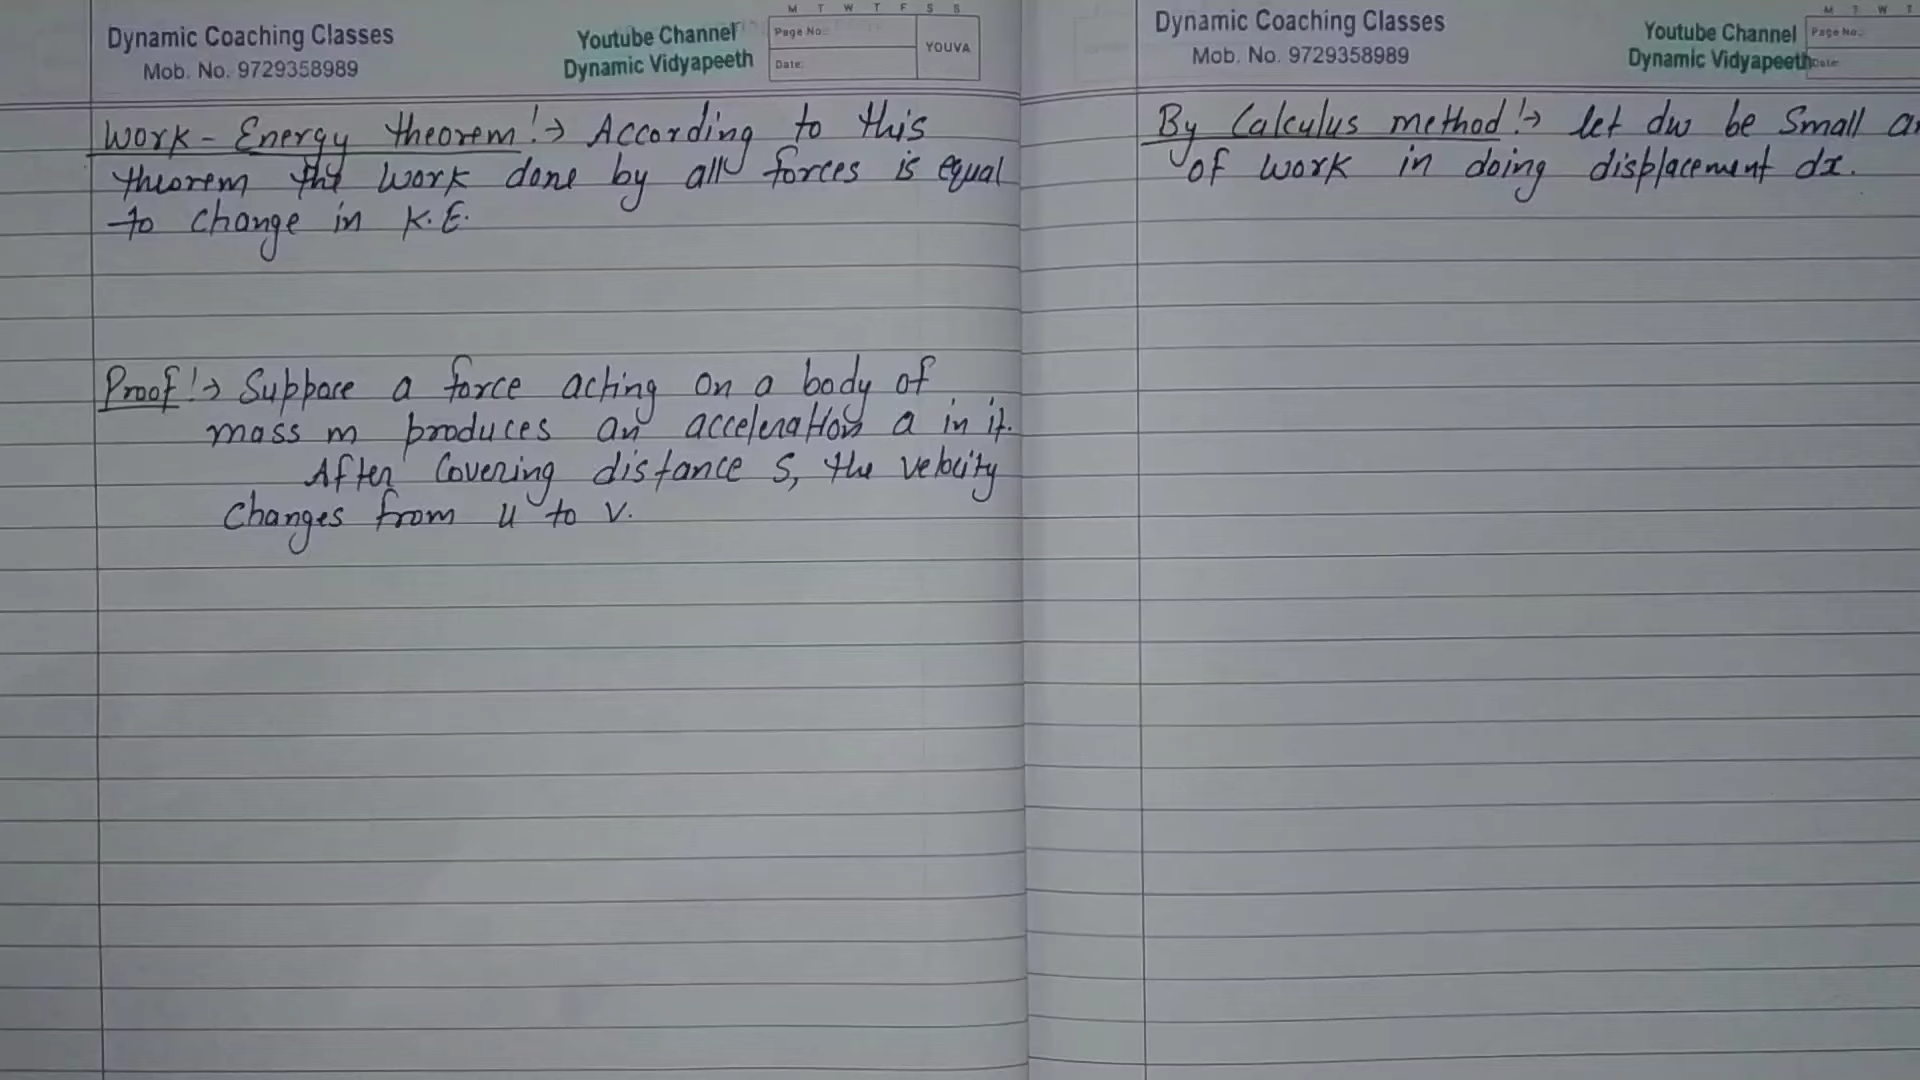 M T W T F S S
Dynamic Coaching Classes
Mob. No. 9729358989
Youtube Channel
Dynamic Vidyapeeth
Page No.:
Date:
YOUVA
Work - Energy theorem :→ According to this
theorem the work done by all forces is equal
to change in K.E.
Proof :→ Suppose a force acting on a body of
mass m produces an acceleration a in it.
After covering distance s, the velocity
changes from u to v.
M T W T
Dynamic Coaching Classes
Mob. No. 9729358989
Youtube Channel
Dynamic Vidyapeeth
Page No.:
Date:
By Calculus method :→ let dw be small
of work in doing displacement dx.